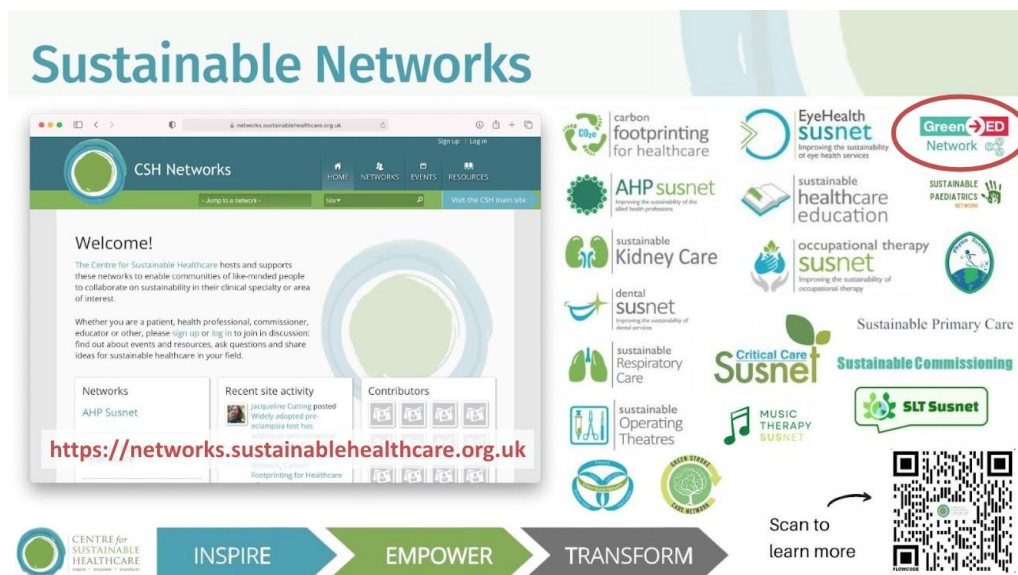 Sustainable Networks
networks.sustainablehealthcare.org.uk
Sign up | Log in
CSH Networks
HOME
NETWORKS
EVENTS
RESOURCES
- Jump to a network -
Site
Visit the CSH main site
Welcome!
The Centre for Sustainable Healthcare hosts and supports
these networks to enable communities of like-minded people
to collaborate on sustainability in their clinical specialty or area
of interest.
Whether you are a patient, health professional, commissioner,
educator or other, please sign up or log in to join in discussion:
find out about events and resources, ask questions and share
ideas for sustainable healthcare in your field.
Networks
AHP Susnet
Recent site activity
Jacqueline Cutting posted
Widely adopted pre-
eclampsia test has
Footprinting for Healthcare
Contributors
https://networks.sustainablehealthcare.org.uk
CO2e
carbon
footprinting
for healthcare
AHP susnet
Improving the sustainability of the
allied health professions
sustainable
Kidney Care
dental
susnet
Improving the sustainability of
dental services
sustainable
Respiratory
Care
sustainable
Operating
Theatres
EyeHealth
susnet
Improving the sustainability
of eye health services
sustainable
healthcare
education
occupational therapy
susnet
Improving the sustainability of
occupational therapy
Critical Care
Susnet
MUSIC
THERAPY
SUSNET
GREEN STROKE
CARE NETWORK
Green ED
Network
SUSTAINABLE
PAEDIATRICS
NETWORK
Physio Susnet
Sustainable Primary Care
Sustainable Commissioning
SLT Susnet
Scan to
learn more
FLOWCODE
CENTRE for
SUSTAINABLE
HEALTHCARE
inspire • empower • transform
INSPIRE
EMPOWER
TRANSFORM